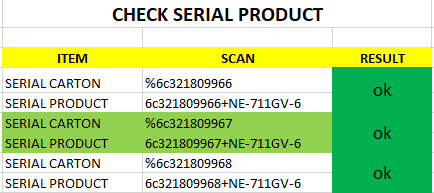 CHECK SERIAL PRODUCT
ITEM SCAN RESULT
SERIAL CARTON %6c321809966
SERIAL PRODUCT 6c321809966+NE-711GV-6
ok
SERIAL CARTON %6c321809967
SERIAL PRODUCT 6c321809967+NE-711GV-6
ok
SERIAL CARTON %6c321809968
SERIAL PRODUCT 6c321809968+NE-711GV-6
ok